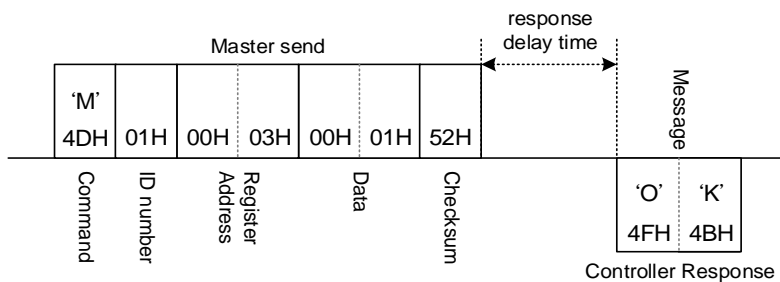 response
delay time
Master send
Message
'M'
4DH 01H 00H 03H 00H 01H 52H
Command
ID number
Register
Address
Data
Checksum
'O' 'K'
4FH 4BH
Controller Response